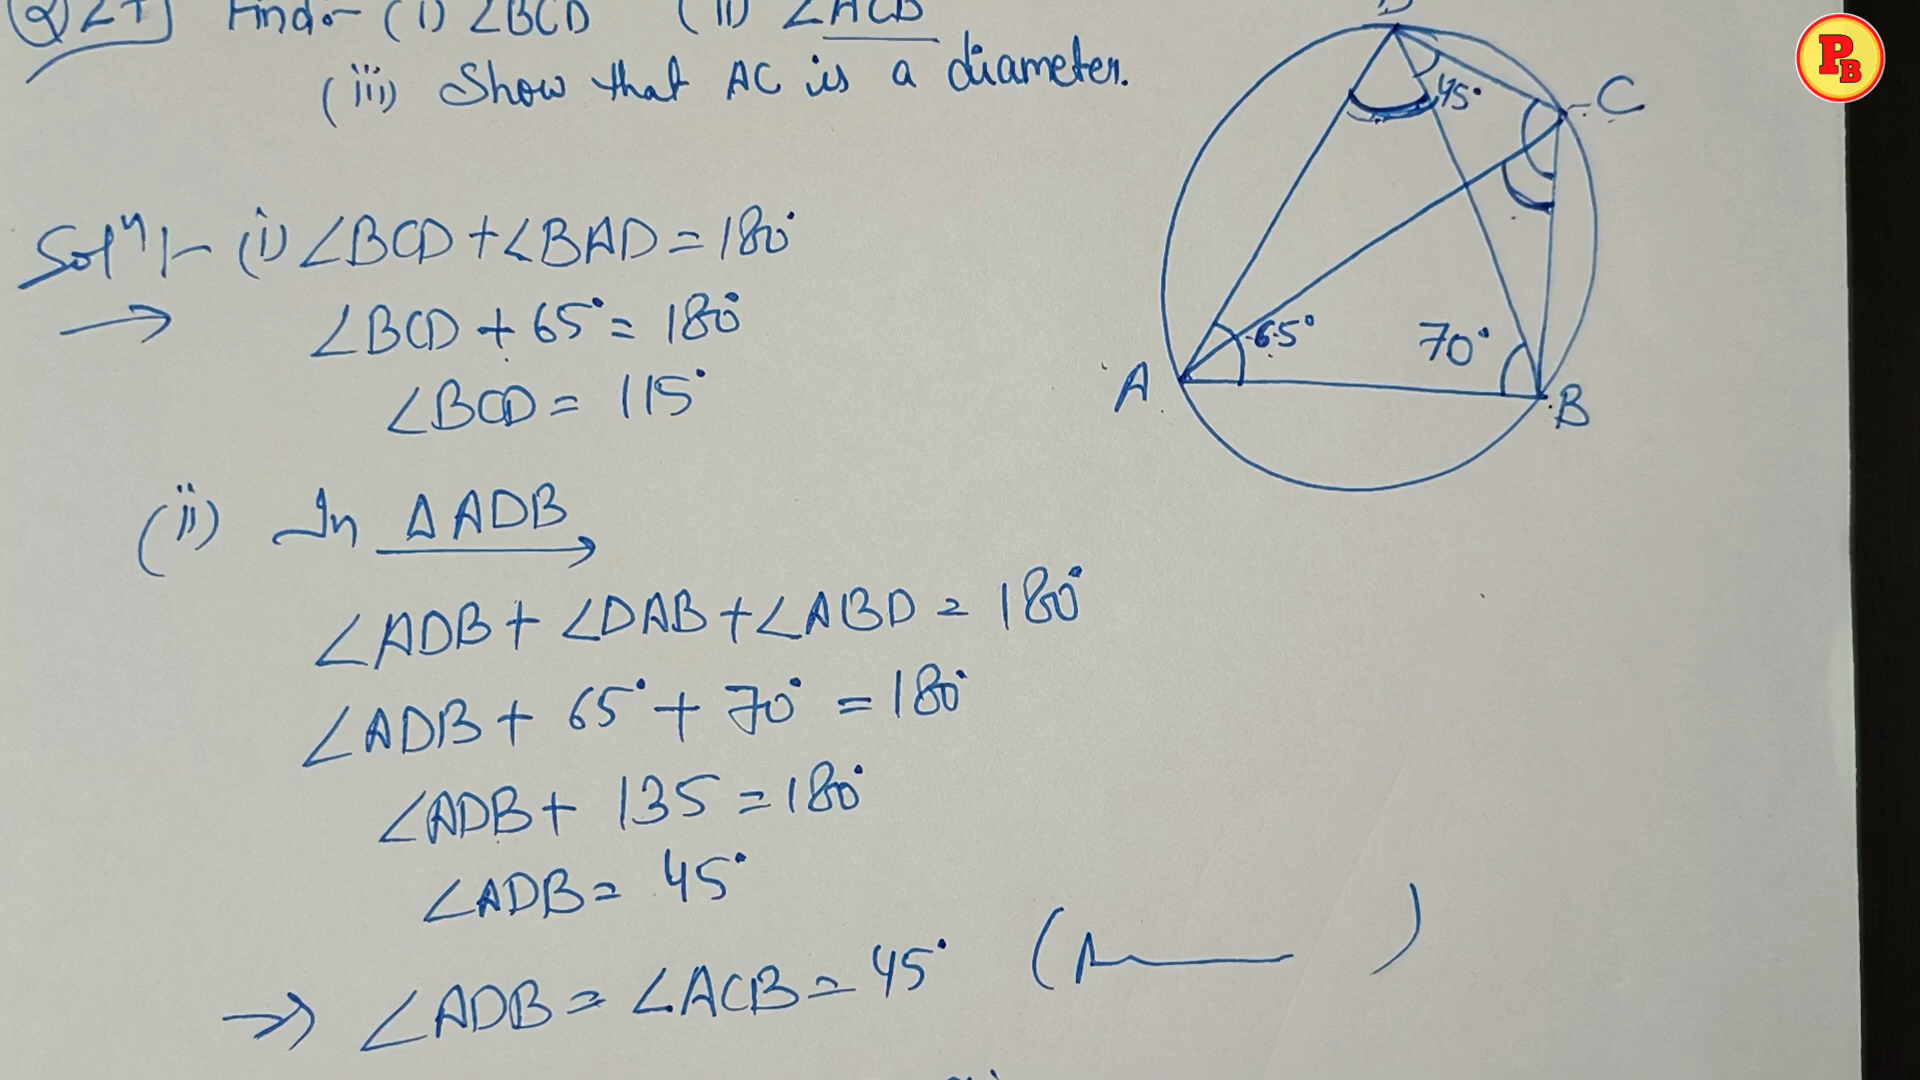 Q27] Find:- (i) ∠BCD (ii) ∠ACB
(iii) Show that AC is a diameter.
Solⁿ:- (i) ∠BCD + ∠BAD = 180°
∠BCD + 65° = 180°
∠BCD = 115°
(ii) In ΔADB
∠ADB + ∠DAB + ∠ABD = 180°
∠ADB + 65° + 70° = 180°
∠ADB + 135 = 180°
∠ADB = 45°
⇒ ∠ADB = ∠ACB = 45°
D
45°
C
65°
70°
A
B
PB